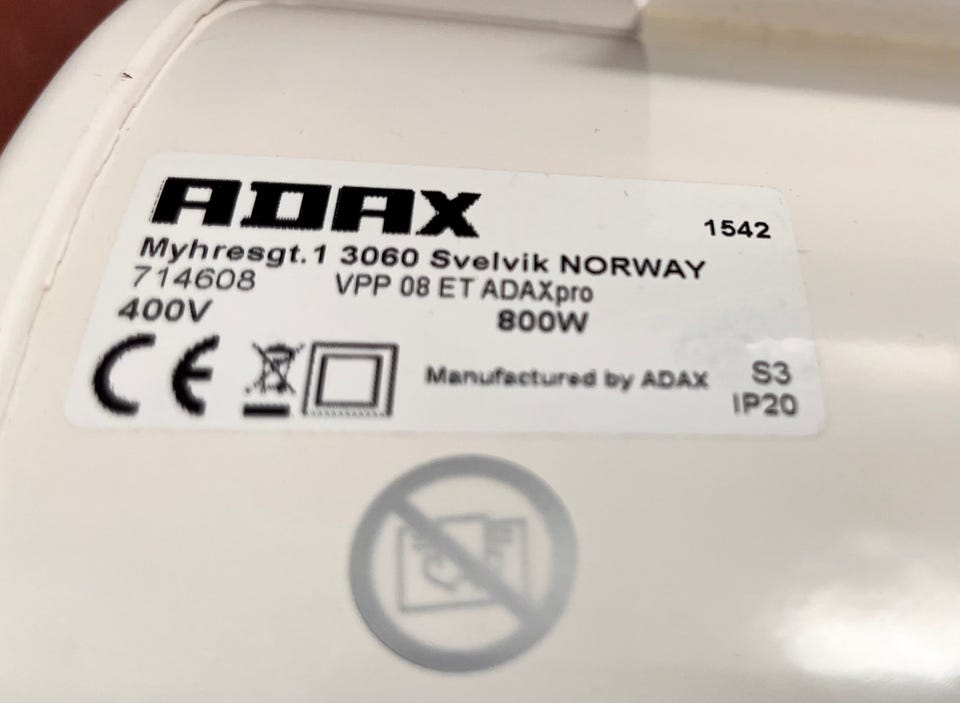 ADAX
1542
Myhresgt.1 3060 Svelvik NORWAY
714608 VPP 08 ET ADAXpro
400V 800W
CE
Manufactured by ADAX S3
IP20